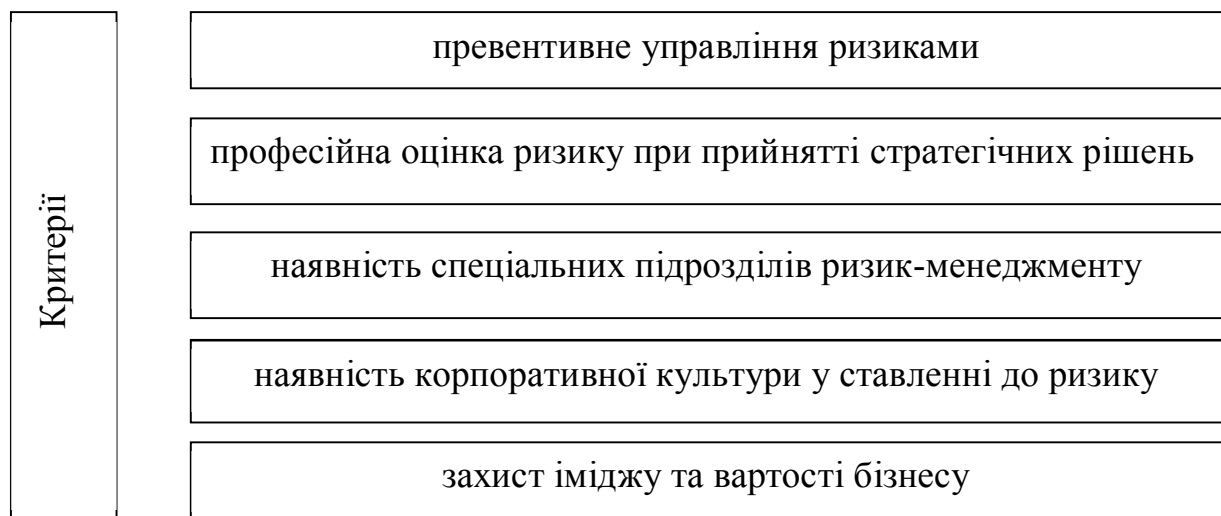 Критерії
превентивне управління ризиками
професійна оцінка ризику при прийнятті стратегічних рішень
наявність спеціальних підрозділів ризик-менеджменту
наявність корпоративної культури у ставленні до ризику
захист іміджу та вартості бізнесу